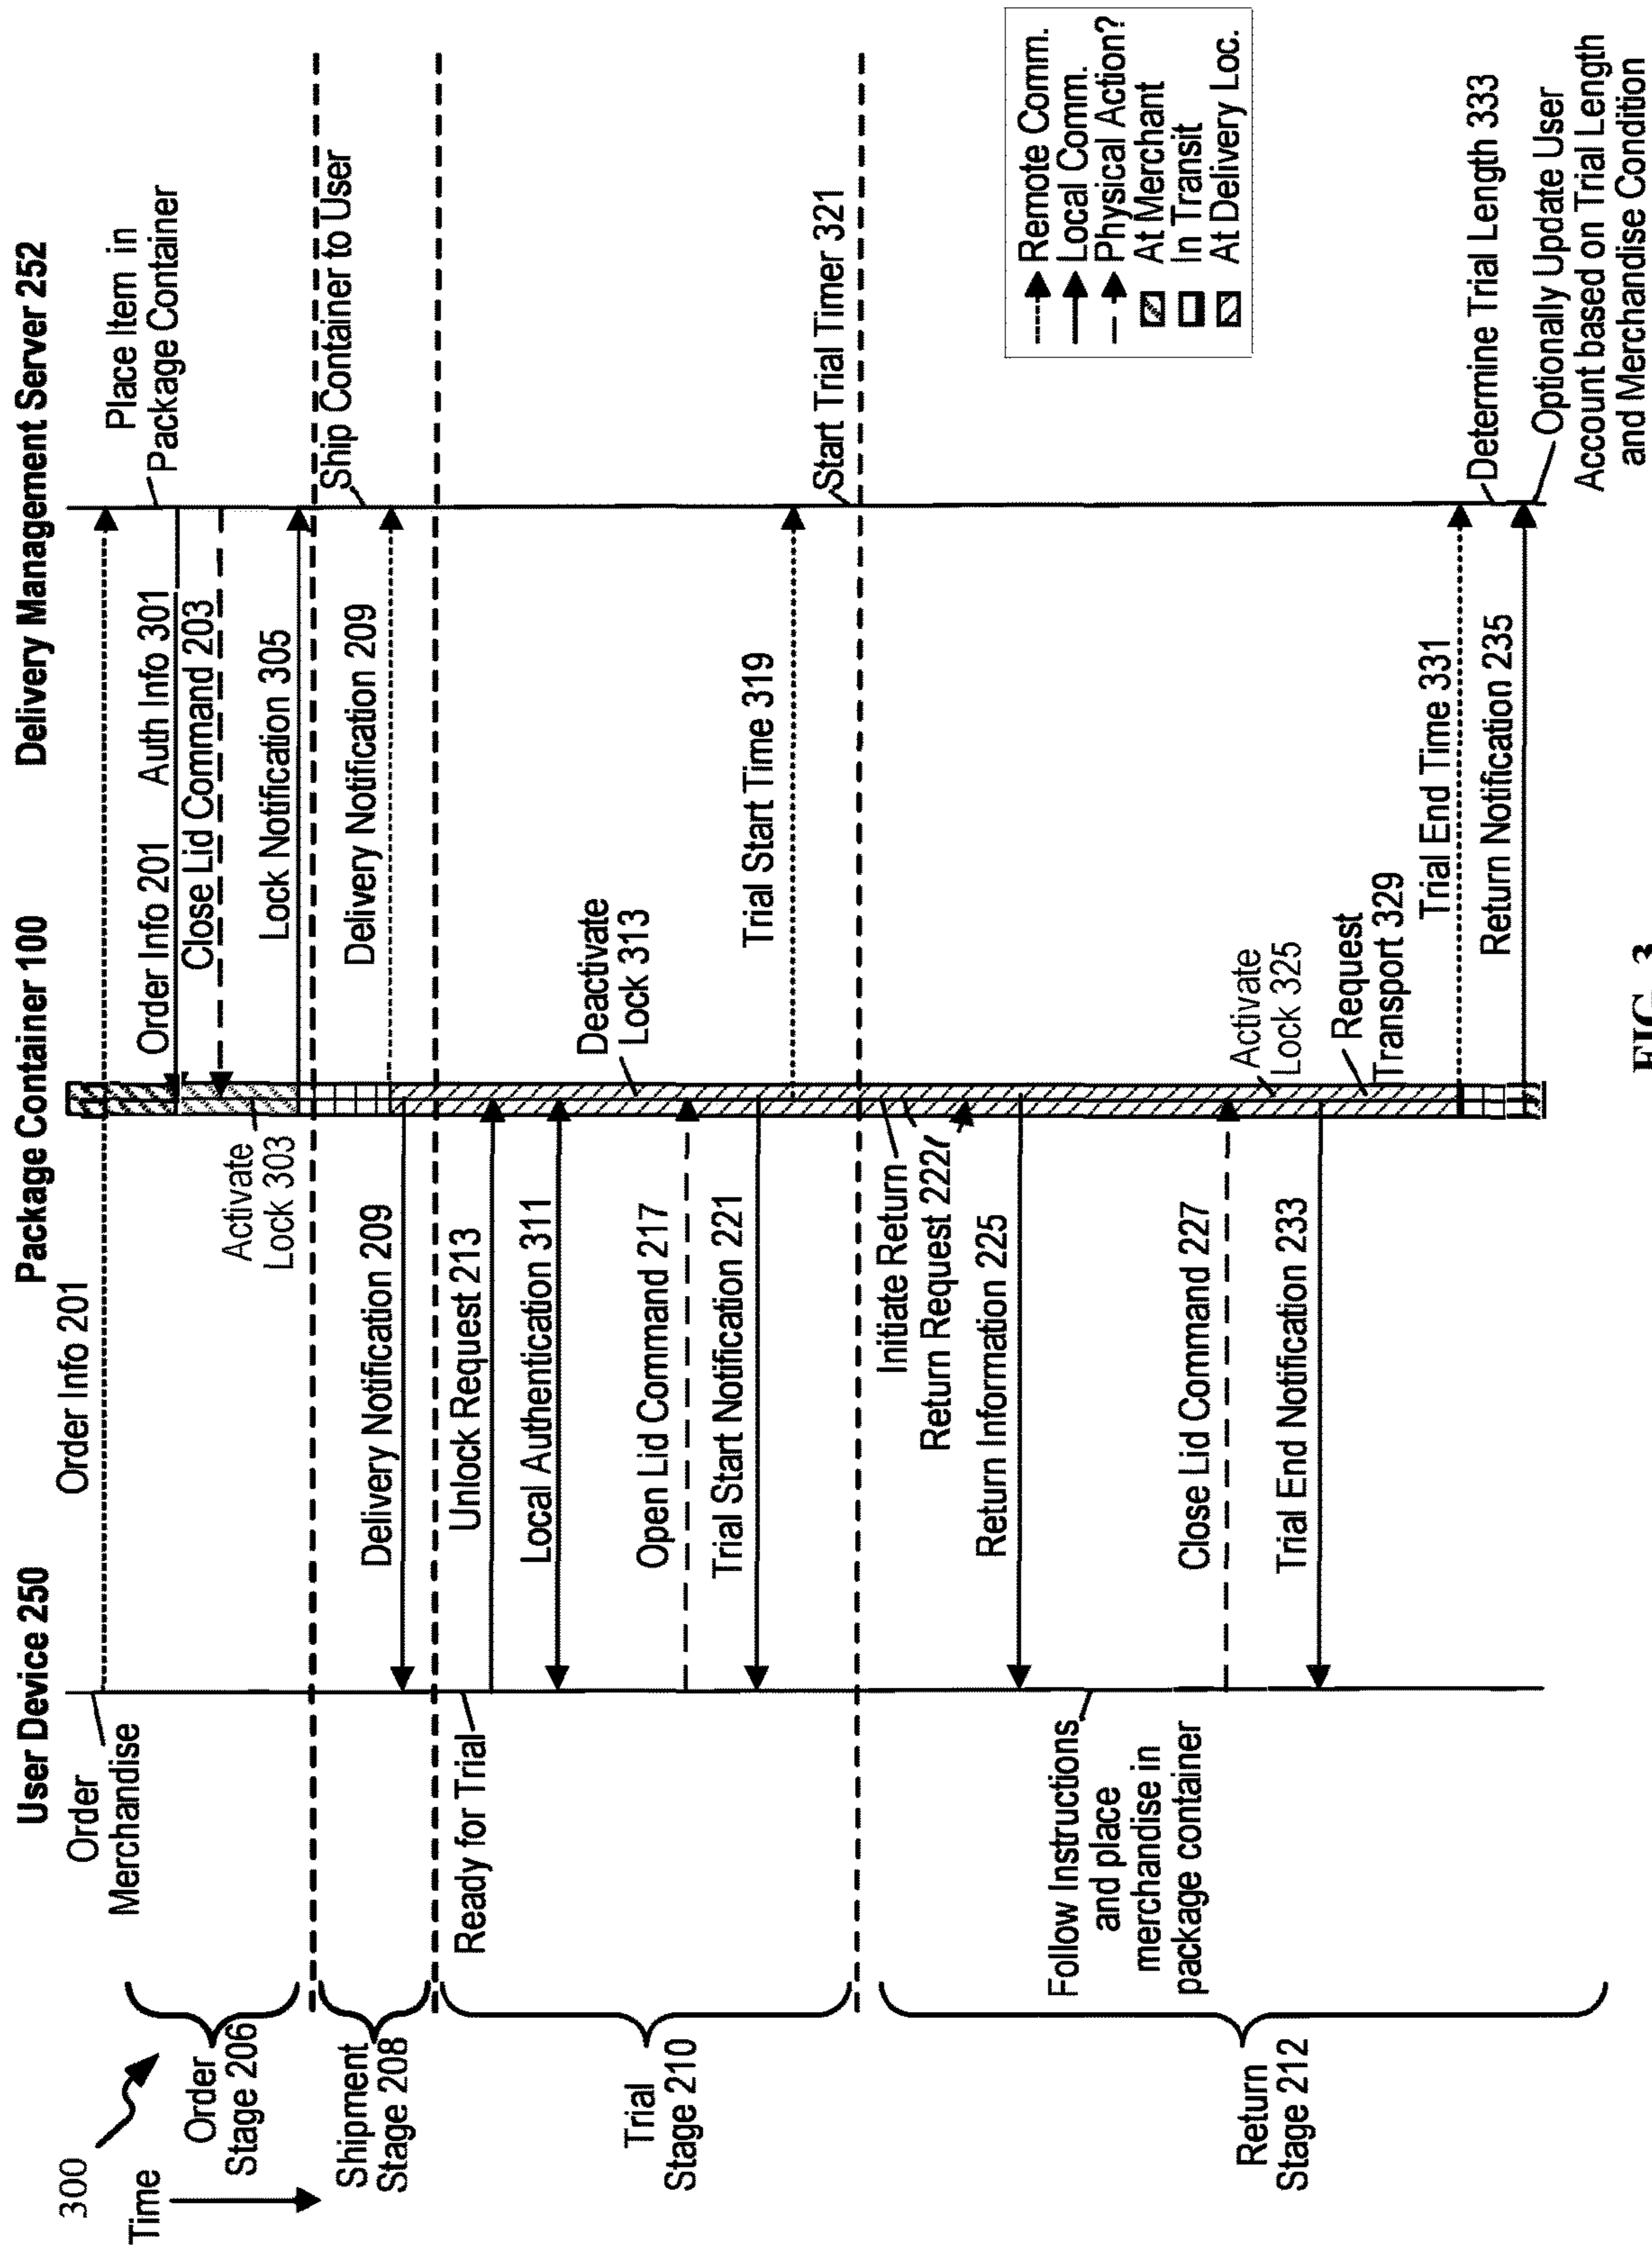 300
Time
User Device 250
Package Container 100
Delivery Management Server 252
Order
Stage 206
Order
Merchandise
Order Info 201
Place Item in
Package Container
Order Info 201
Auth Info 301
Close Lid Command 203
Activate
Lock 303
Lock Notification 305
Shipment
Stage 208
Ship Container to User
Delivery Notification 209
Delivery Notification 209
Trial
Stage 210
Ready for Trial
Unlock Request 213
Local Authentication 311
Deactivate
Lock 313
Open Lid Command 217
Trial Start Notification 221
Trial Start Time 319
Start Trial Timer 321
Return
Stage 212
Initiate Return
Return Request 222
Return Information 225
Follow Instructions
and place
merchandise in
package container
Close Lid Command 227
Activate
Lock 325
Trial End Notification 233
Request
Transport 329
Trial End Time 331
Determine Trial Length 333
Return Notification 235
Optionally Update User
Account based on Trial Length
and Merchandise Condition
Remote Comm.
Local Comm.
Physical Action?
At Merchant
In Transit
At Delivery Loc.
FIG. 3